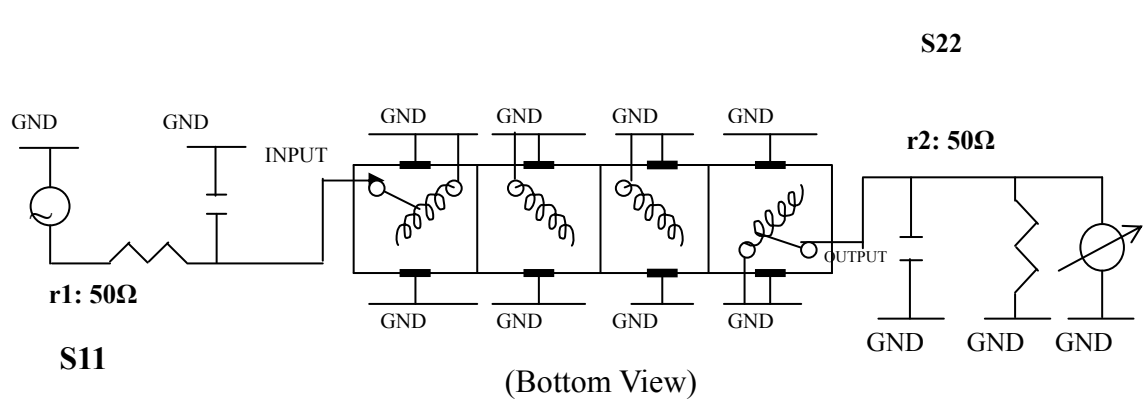 S22
GND
GND
GND
GND
GND
GND
r2: 50Ω
INPUT
OUTPUT
r1: 50Ω
GND
GND
GND
GND
GND
GND
GND
S11
(Bottom View)